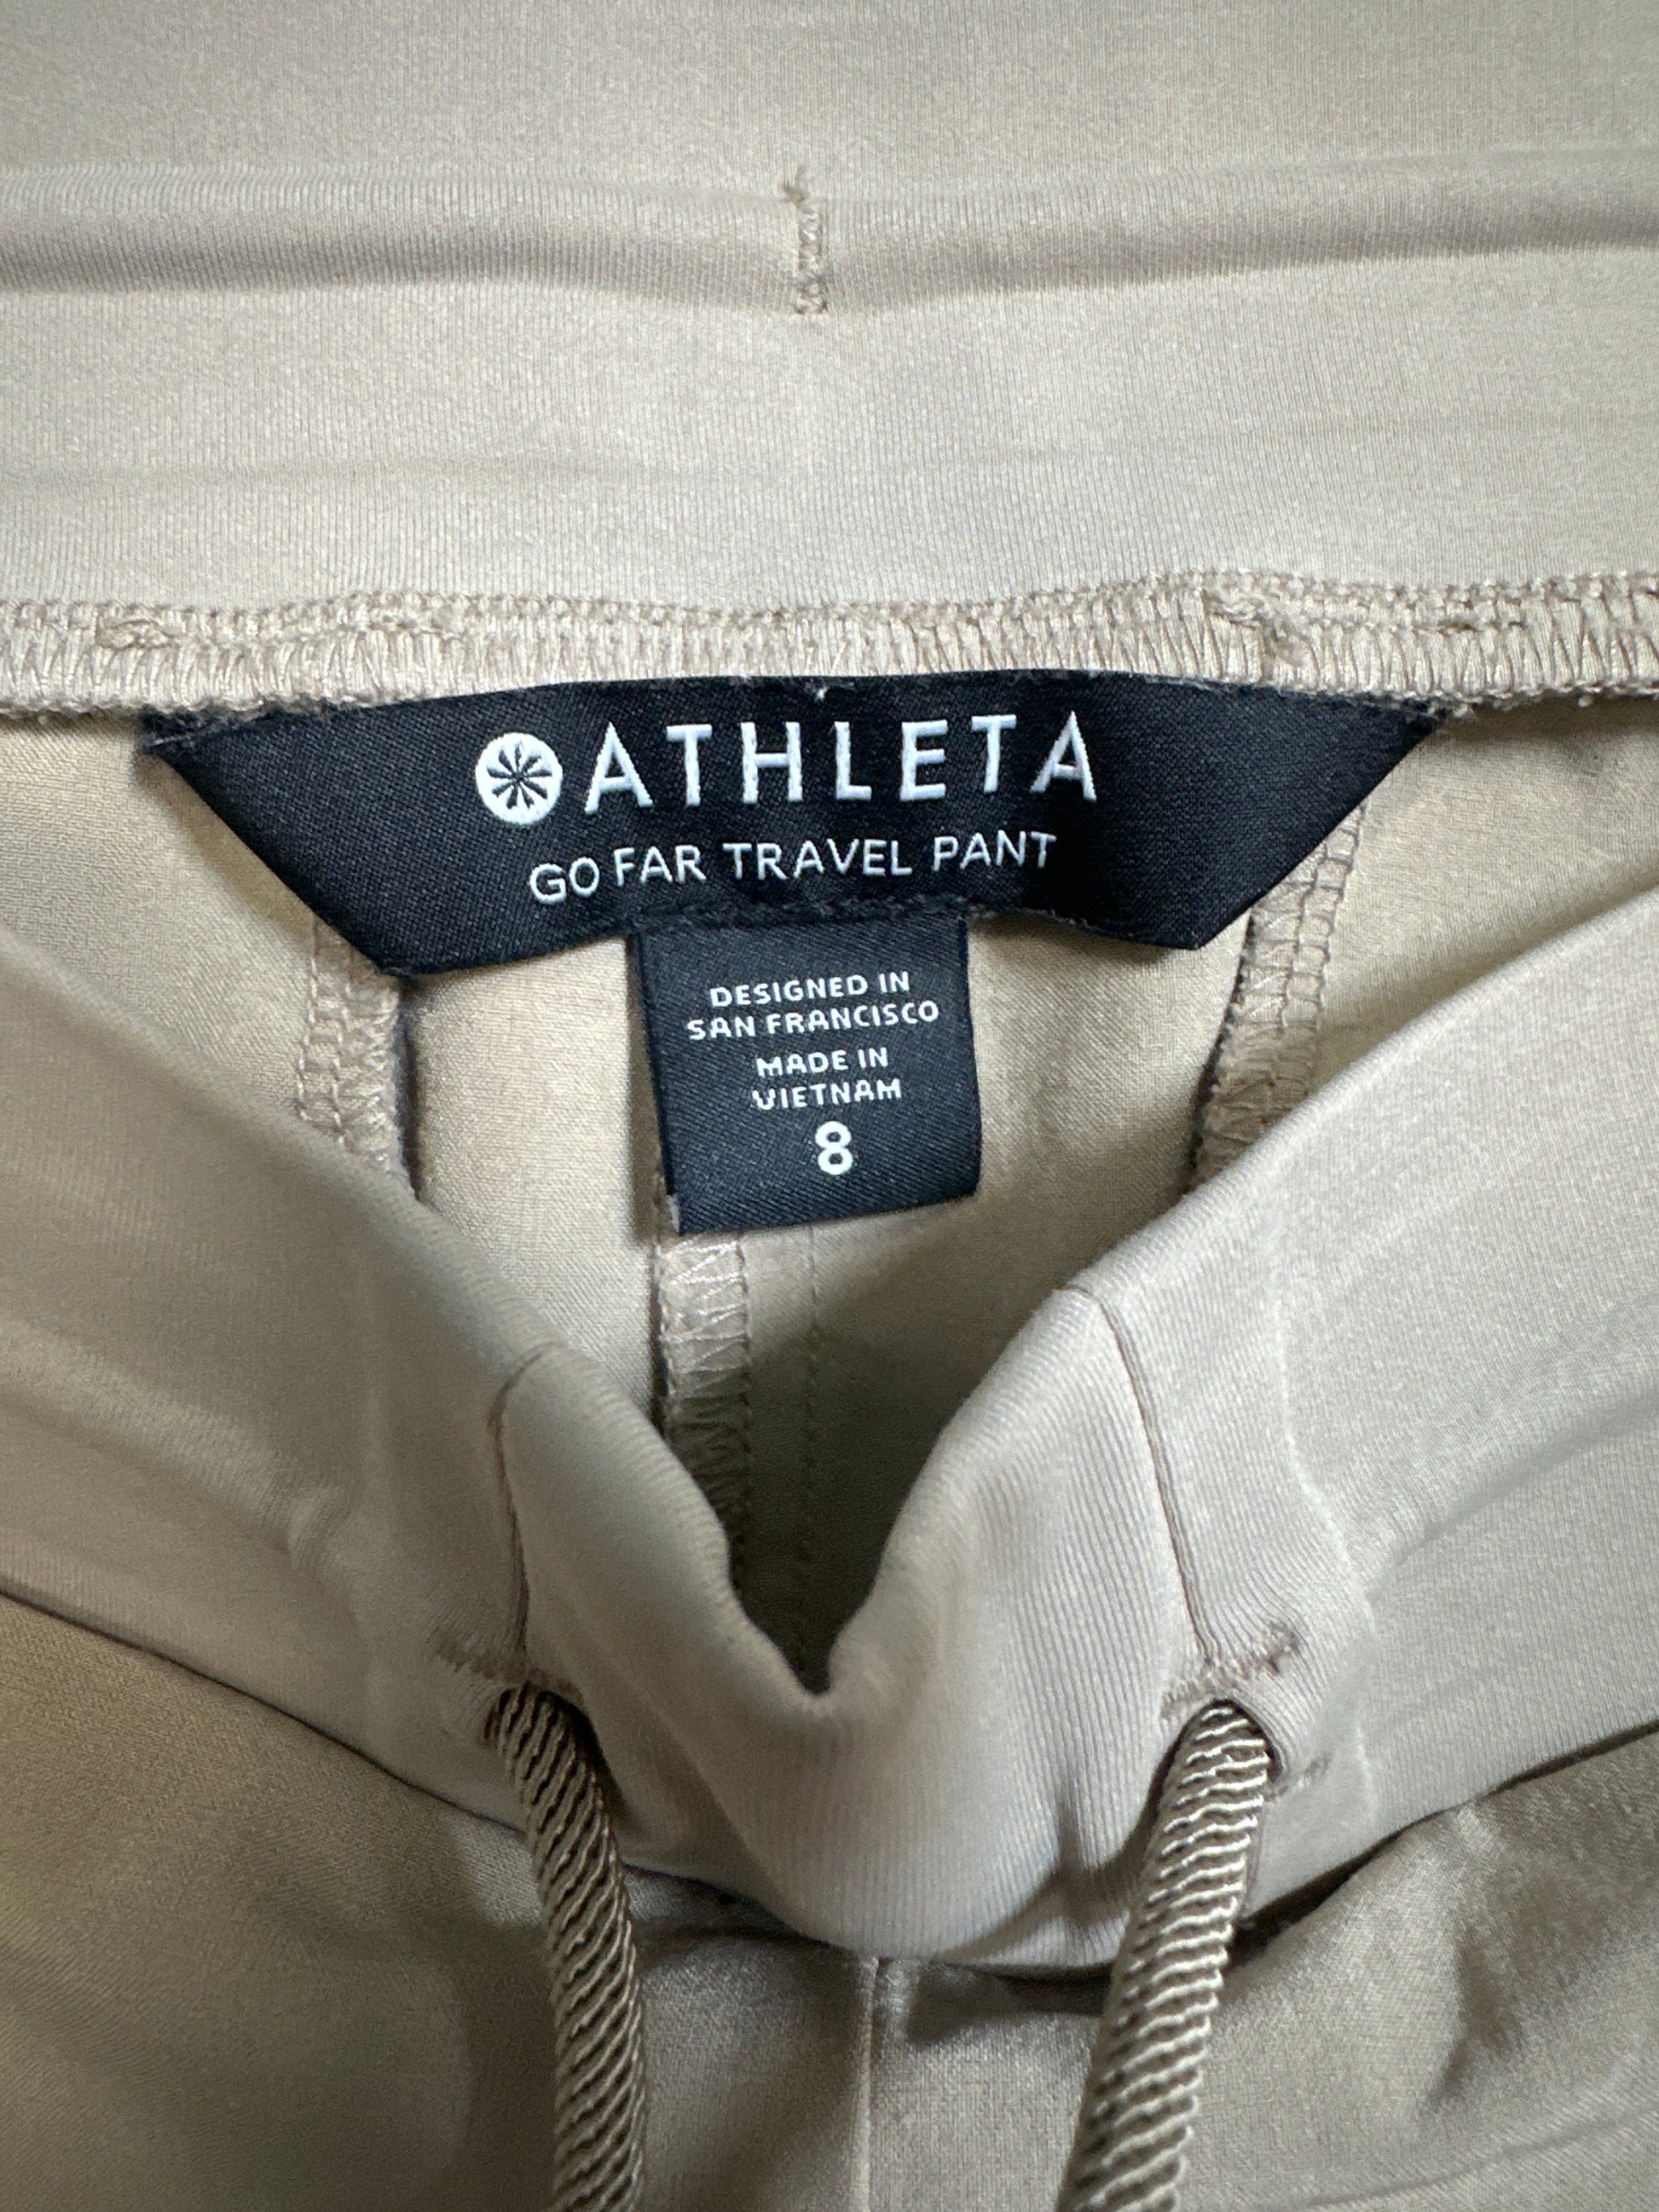 ATHLETA
GO FAR TRAVEL PANT
DESIGNED IN
SAN FRANCISCO
MADE IN
VIETNAM
8